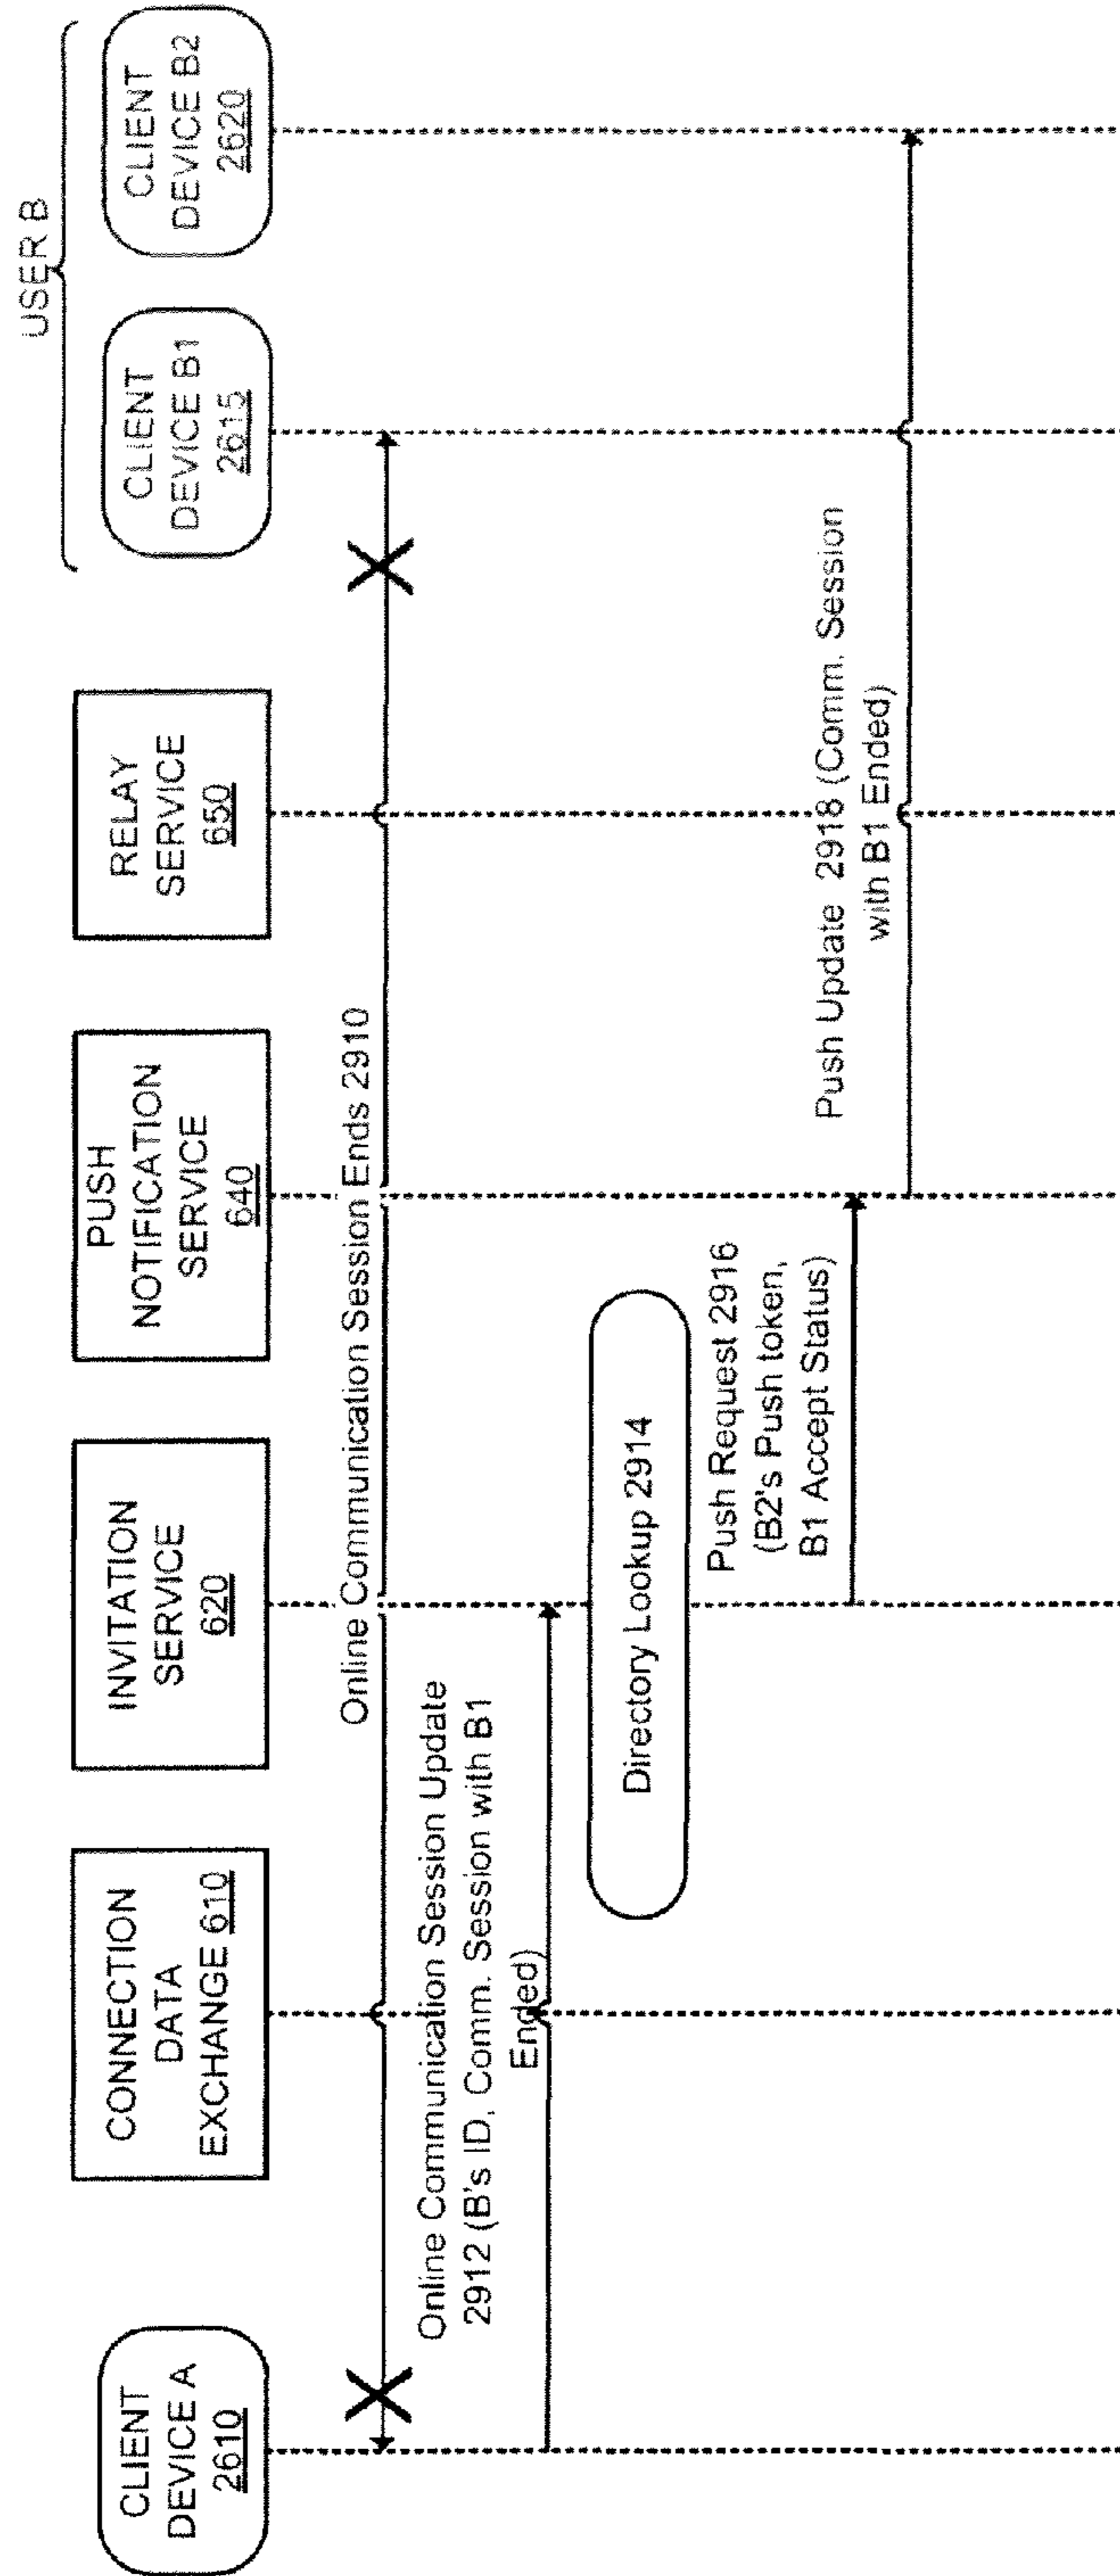 USER B
CLIENT
DEVICE A
2610
CONNECTION
DATA
EXCHANGE 610
INVITATION
SERVICE
620
PUSH
NOTIFICATION
SERVICE
640
RELAY
SERVICE
650
CLIENT
DEVICE B1
2615
CLIENT
DEVICE B2
2620
Online Communication Session Ends 2910
Online Communication Session Update
2912 (B's ID, Comm. Session with B1
Ended)
Directory Lookup 2914
Push Request 2916
(B2's Push token,
B1 Accept Status)
Push Update 2918 (Comm. Session
with B1 Ended)